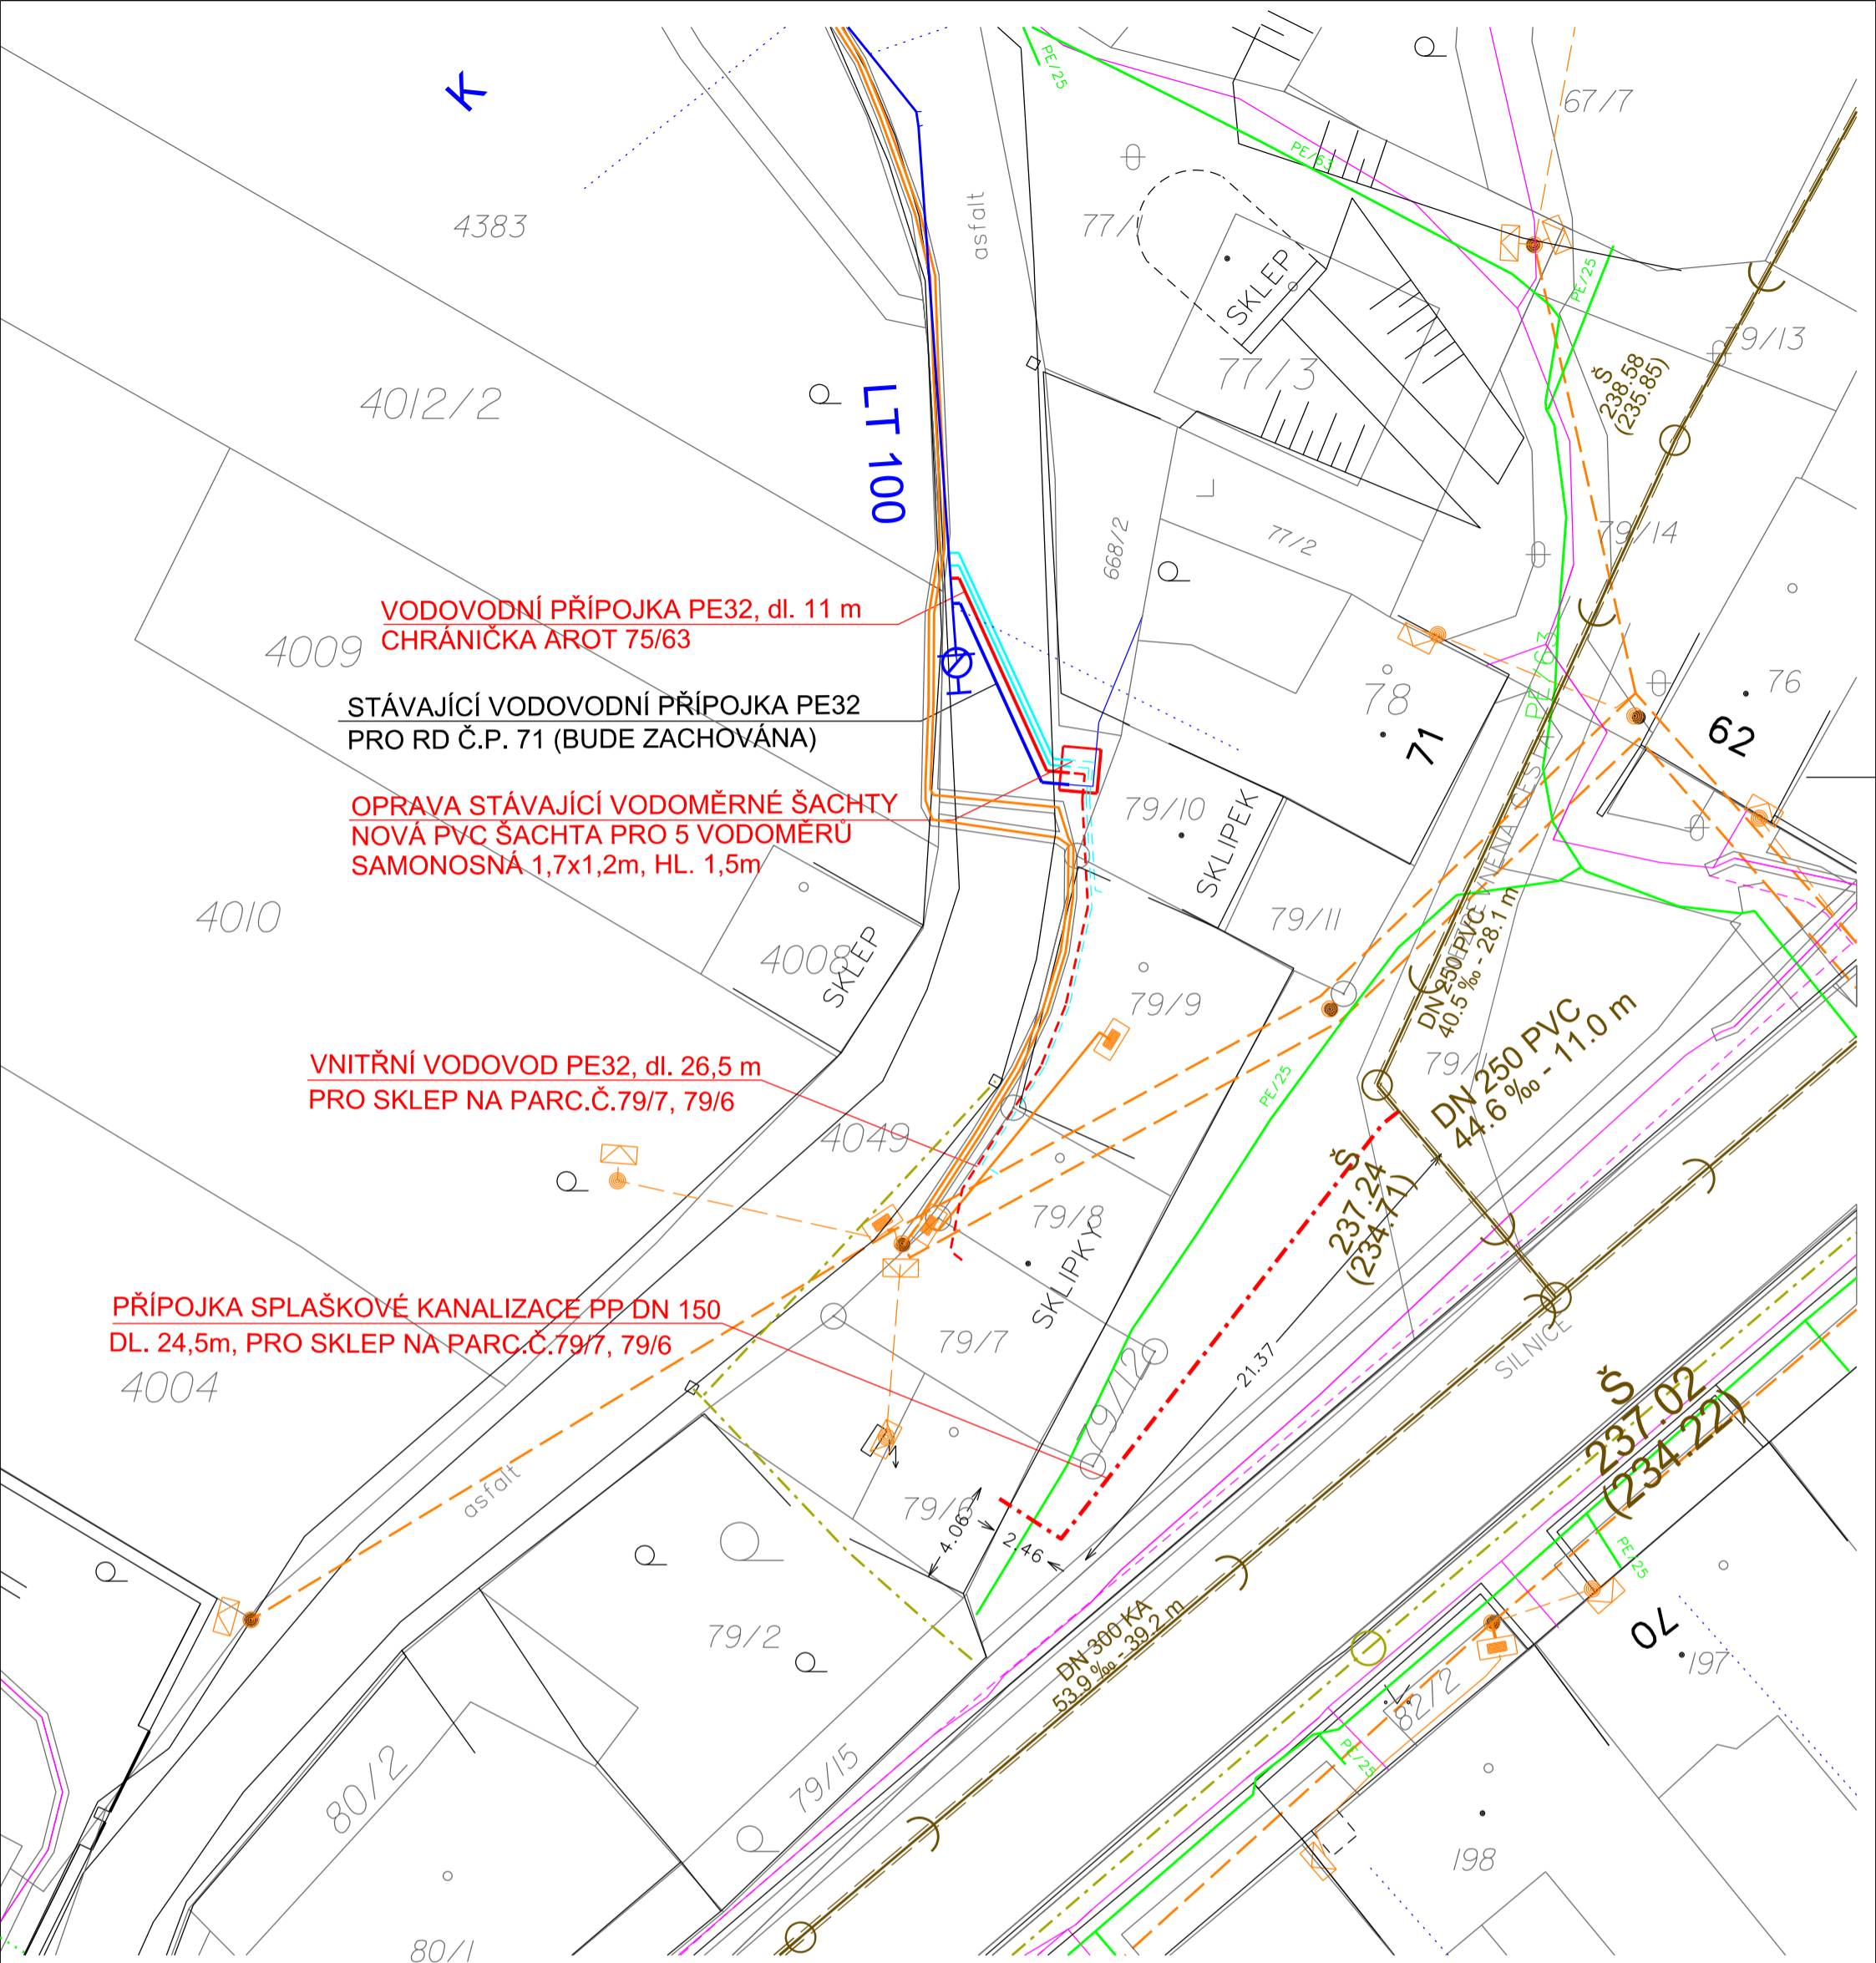 PE/25
K
67/7
PE/63
4383
asfalt
77/1
SKLEP
PE/25
79/13
77/3
Š
238.58
(235.85)
4012/2
LT 100
79/14
77/2
668/2
VODOVODNÍ PŘÍPOJKA PE32, dl. 11 m
CHRÁNIČKA AROT 75/63
4009
H
PE/63
76
78
STÁVAJÍCÍ VODOVODNÍ PŘÍPOJKA PE32
PRO RD Č.P. 71 (BUDE ZACHOVÁNA)
71
62
OPRAVA STÁVAJÍCÍ VODOMĚRNÉ ŠACHTY
NOVÁ PVC ŠACHTA PRO 5 VODOMĚRŮ
SAMONOSNÁ 1,7x1,2m, HL. 1,5m
79/10
SKLIPEK
4010
79/11
4008
SKLEP
DN 250 PVC
40.5 ‰ - 28.1 m
79/9
DN 250 PVC
44.6 ‰ - 11.0 m
VNITŘNÍ VODOVOD PE32, dl. 26,5 m
PRO SKLEP NA PARC.Č.79/7, 79/6
PE/25
4049
Š
237.24
(234.71)
79/8
SKLIPKY
PŘÍPOJKA SPLAŠKOVÉ KANALIZACE PP DN 150
DL. 24,5m, PRO SKLEP NA PARC.Č.79/7, 79/6
79/7
4004
79/12
21.37
SILNICE
Š
237.02
(234.22)
asfalt
79/6
4.06
2.46
PE/25
79/2
DN 300 KA
53.9 ‰ - 39.2 m
70
197
82/2
PE/25
80/2
79/15
198
80/1